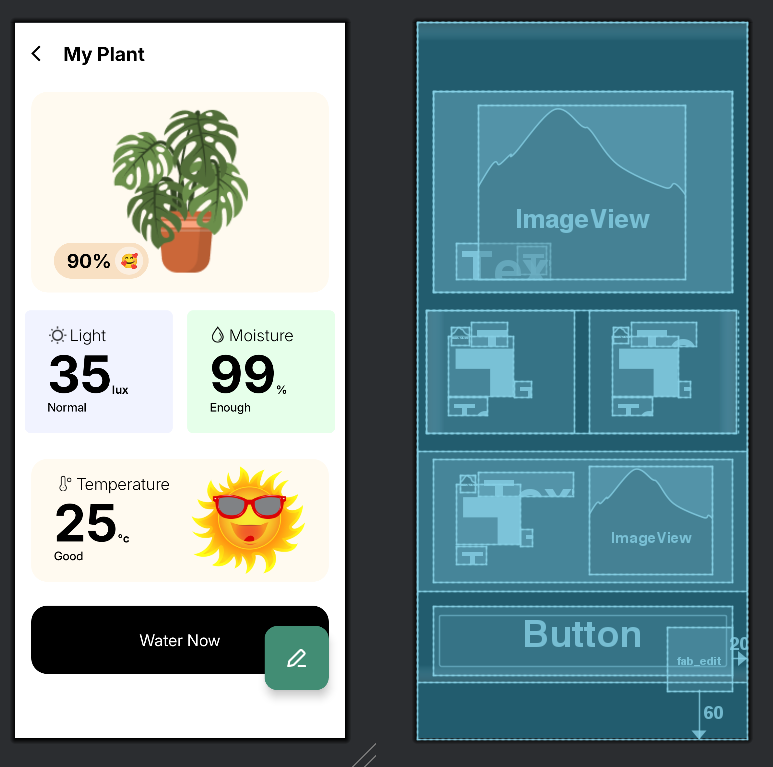 My Plant
90%
Light
35 lux
Normal
Moisture
99 %
Enough
Temperature
25 °c
Good
Water Now
ImageView
Tex
ImageView
Button
fab_edit
20
60